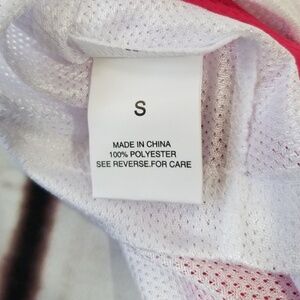 S
MADE IN CHINA
100% POLYESTER
SEE REVERSE.FOR CARE